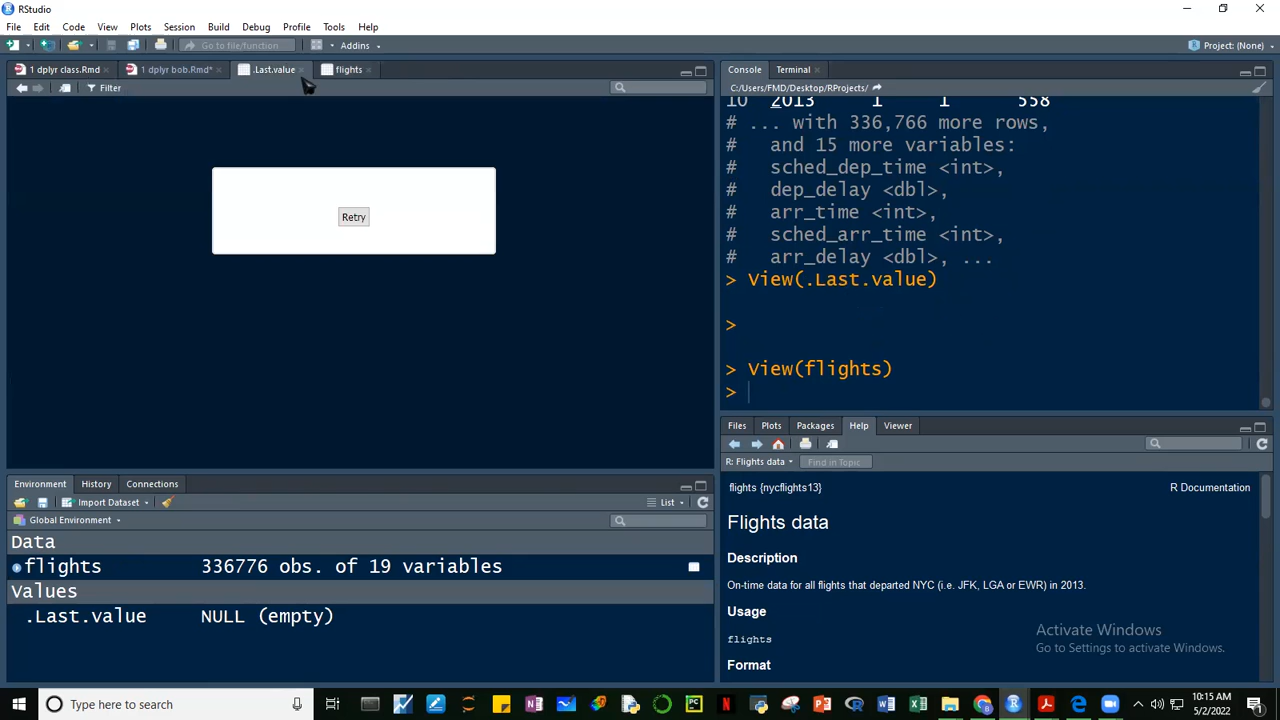 RStudio
File Edit Code View Plots Session Build Debug Profile Tools Help
Go to file/function Addins Project: (None)
1 dplyr class.Rmd 1 dplyr bob.Rmd* .Last.value flights
Filter
Retry
Console Terminal
C:/Users/FMD/Desktop/RProjects/
10 2013 1 1 558
# ... with 336,766 more rows,
# and 15 more variables:
# sched_dep_time <int>,
# dep_delay <dbl>,
# arr_time <int>,
# sched_arr_time <int>,
# arr_delay <dbl>, ...
> View(.Last.value)
>
> View(flights)
>
Environment History Connections
Import Dataset List
Global Environment
Data
flights 336776 obs. of 19 variables
Values
.Last.value NULL (empty)
Files Plots Packages Help Viewer
R: Flights data Find in Topic
flights {nycflights13} R Documentation
Flights data
Description
On-time data for all flights that departed NYC (i.e. JFK, LGA or EWR) in 2013.
Usage
flights
Format
Activate Windows
Go to Settings to activate Windows.
Type here to search
10:15 AM
5/2/2022